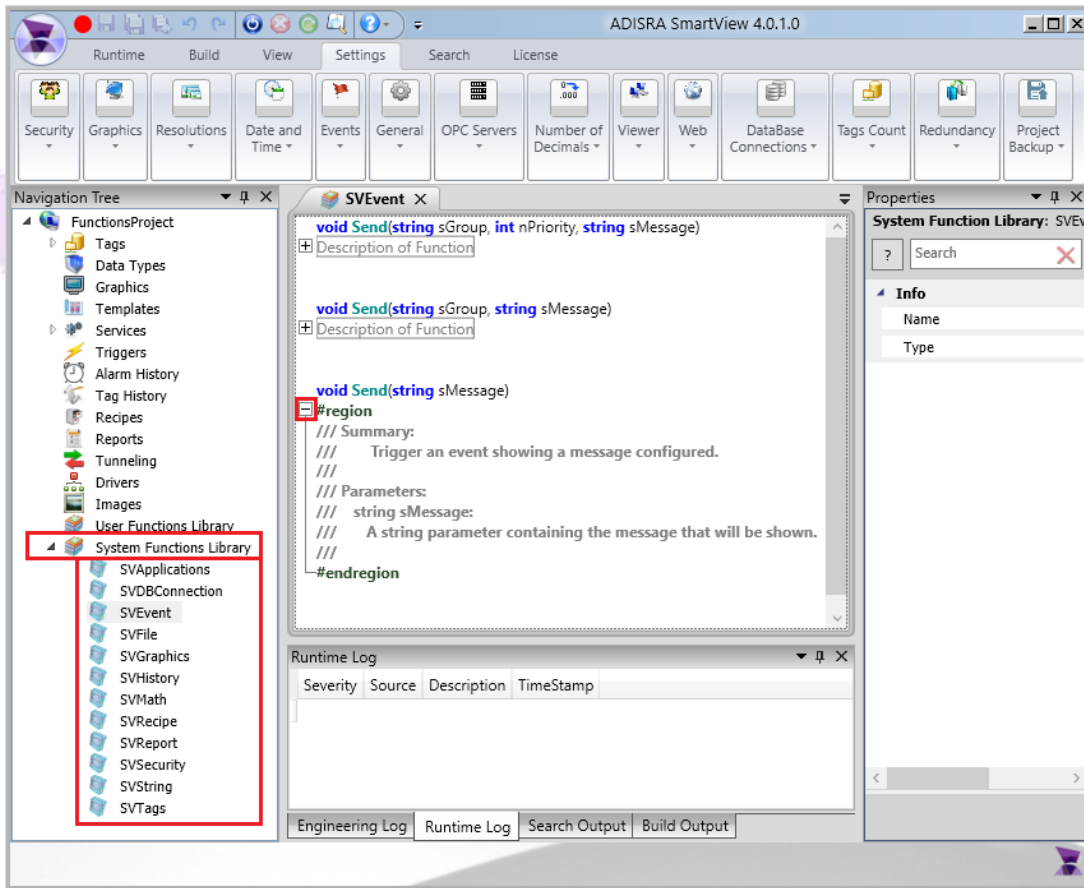 ADISRA SmartView 4.0.1.0
Runtime Build View Settings Search License
Security Graphics Resolutions Date and Time Events General OPC Servers Number of Decimals Viewer Web DataBase Connections Tags Count Redundancy Project Backup
Navigation Tree
FunctionsProject
Tags
Data Types
Graphics
Templates
Services
Triggers
Alarm History
Tag History
Recipes
Reports
Tunneling
Drivers
Images
User Functions Library
System Functions Library
SVApplications
SVDBConnection
SVEvent
SVFile
SVGraphics
SVHistory
SVMath
SVRecipe
SVReport
SVSecurity
SVString
SVTags
SVEvent
void Send(string sGroup, int nPriority, string sMessage)
Description of Function
void Send(string sGroup, string sMessage)
Description of Function
void Send(string sMessage)
#region
/// Summary:
/// Trigger an event showing a message configured.
///
/// Parameters:
/// string sMessage:
/// A string parameter containing the message that will be shown.
///
#endregion
Runtime Log
Severity Source Description TimeStamp
Engineering Log Runtime Log Search Output Build Output
Properties
System Function Library: SVEv
? Search
Info
Name
Type